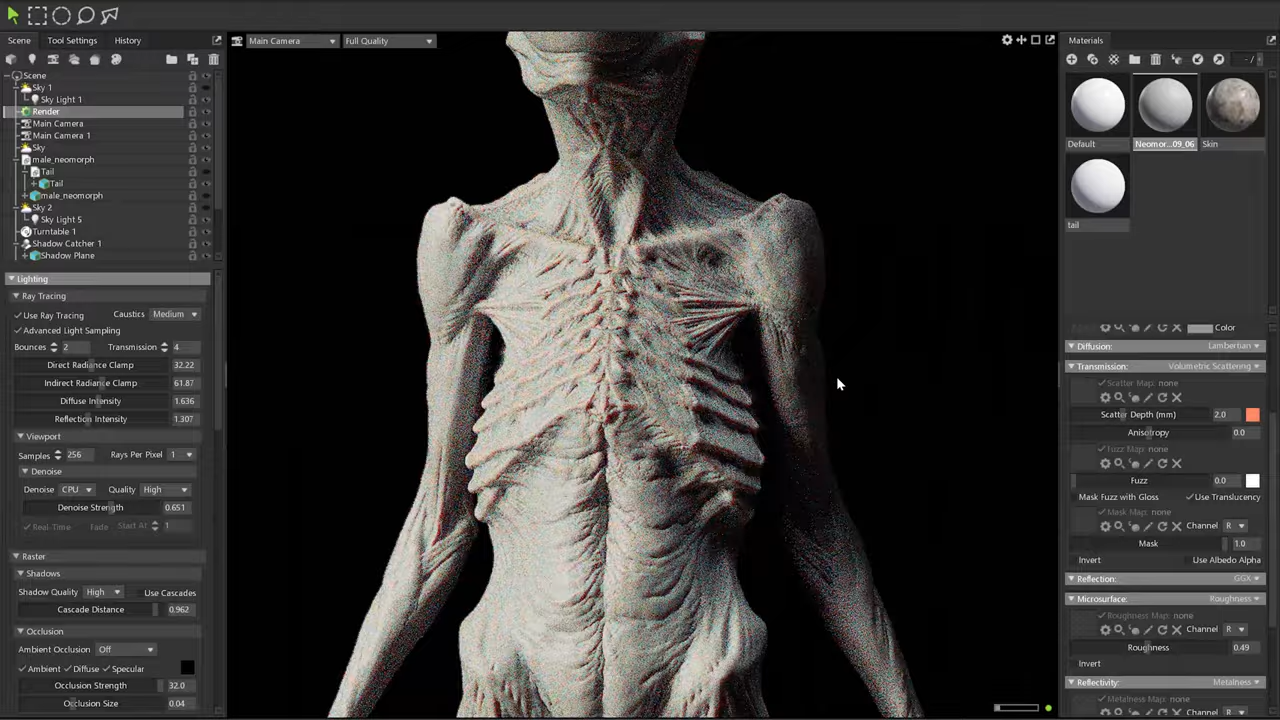 Scene Tool Settings History
Main Camera Full Quality
Materials
Scene
Sky 1
Sky Light 1
Render
Main Camera
Main Camera 1
Sky
male_neomorph
Tail
Tail
male_neomorph
Sky 2
Sky Light 5
Turntable 1
Shadow Catcher 1
Shadow Plane
Lighting
Ray Tracing
Use Ray Tracing Caustics Medium
Advanced Light Sampling
Bounces 2 Transmission 4
Direct Radiance Clamp 32.22
Indirect Radiance Clamp 61.87
Diffuse Intensity 1.636
Reflection Intensity 1.307
Viewport
Samples 256 Rays Per Pixel 1
Denoise
Denoise CPU Quality High
Denoise Strength 0.651
Real-Time Fade Start At 1
Raster
Shadows
Shadow Quality High Use Cascades
Cascade Distance 0.962
Occlusion
Ambient Occlusion Off
Ambient Diffuse Specular
Occlusion Strength 32.0
Occlusion Size 0.04
Default Neomor...09_06 Skin
tail
Color
Diffusion: Lambertian
Transmission: Volumetric Scattering
Scatter Map: none
Scatter Depth (mm) 2.0
Anisotropy 0.0
Fuzz Map: none
Fuzz 0.0
Mask Fuzz with Gloss Use Translucency
Mask Map: none
Channel R
Mask 1.0
Invert Use Albedo Alpha
Reflection: GGX
Microsurface: Roughness
Roughness Map: none
Channel R
Roughness 0.49
Invert
Reflectivity: Metalness
Metalness Map: none
Channel R